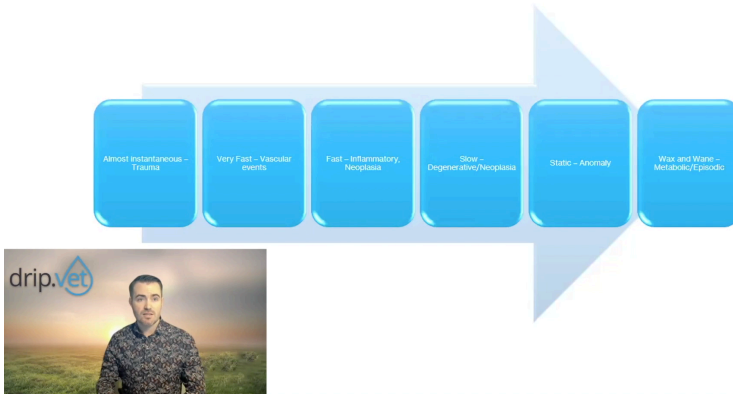 Almost instantaneous –
Trauma
Very Fast – Vascular
events
Fast – Inflammatory,
Neoplasia
Slow –
Degenerative/Neoplasia
Static – Anomaly
Wax and Wane –
Metabolic/Episodic
drip.vet